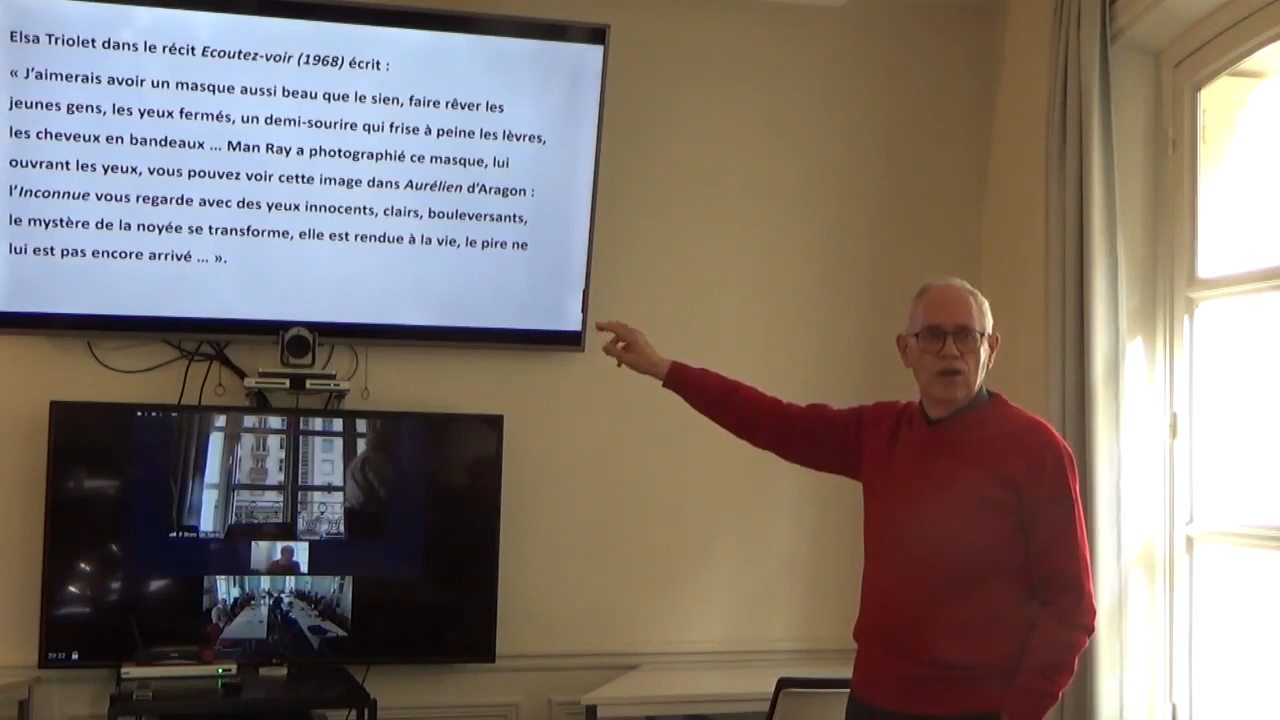 Elsa Triolet dans le récit Ecoutez-voir (1968) écrit :
« J'aimerais avoir un masque aussi beau que le sien, faire rêver les
jeunes gens, les yeux fermés, un demi-sourire qui frise à peine les lèvres,
les cheveux en bandeaux ... Man Ray a photographié ce masque, lui
ouvrant les yeux, vous pouvez voir cette image dans Aurélien d'Aragon :
l'Inconnue vous regarde avec des yeux innocents, clairs, bouleversants,
le mystère de la noyée se transforme, elle est rendue à la vie, le pire ne
lui est pas encore arrivé ... ».